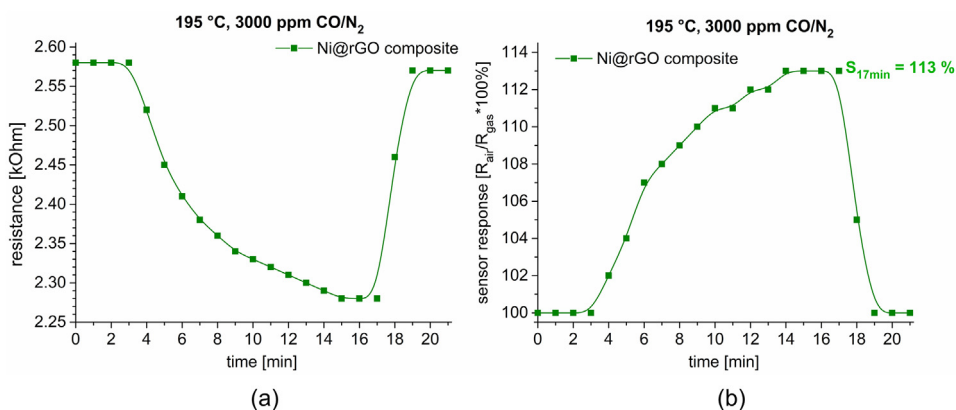 195 °C, 3000 ppm CO/N₂
Ni@rGO composite
resistance [kOhm]
2.60
2.55
2.50
2.45
2.40
2.35
2.30
2.25
0 2 4 6 8 10 12 14 16 18 20
time [min]
(a)
195 °C, 3000 ppm CO/N₂
Ni@rGO composite
S17min = 113 %
sensor response [Rair/Rgas*100%]
114
112
110
108
106
104
102
100
0 2 4 6 8 10 12 14 16 18 20
time [min]
(b)